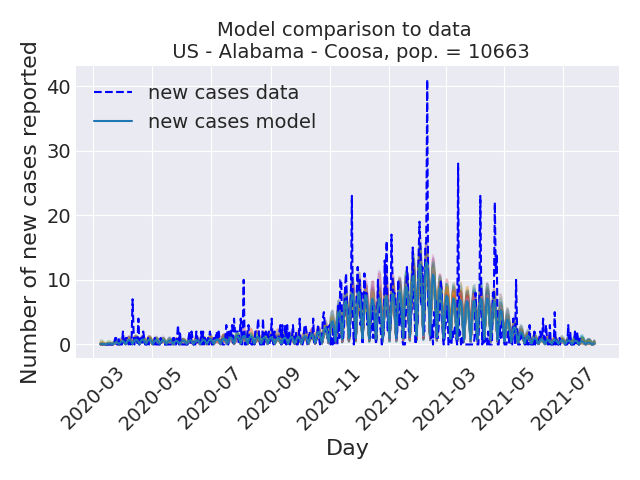 Model comparison to data
US - Alabama - Coosa, pop. = 10663
Number of new cases reported
40
30
20
10
0
new cases data
new cases model
2020-03
2020-05
2020-07
2020-09
2020-11
2021-01
2021-03
2021-05
2021-07
Day